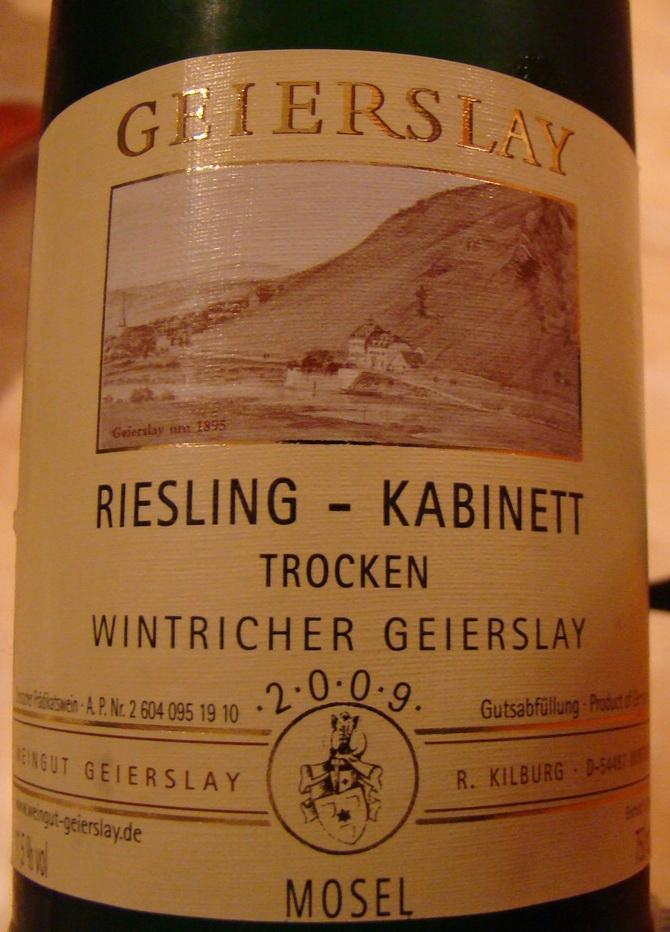 GEIERSLAY
Geierslay um 1895
RIESLING - KABINETT
TROCKEN
WINTRICHER GEIERSLAY
·2·0·0·9·
Prädikatswein · A. P. Nr. 2 604 095 19 10
Gutsabfüllung · Product of
WEINGUT GEIERSLAY
R. KILBURG · D-54487
www.weingut-geierslay.de
% vol
MOSEL